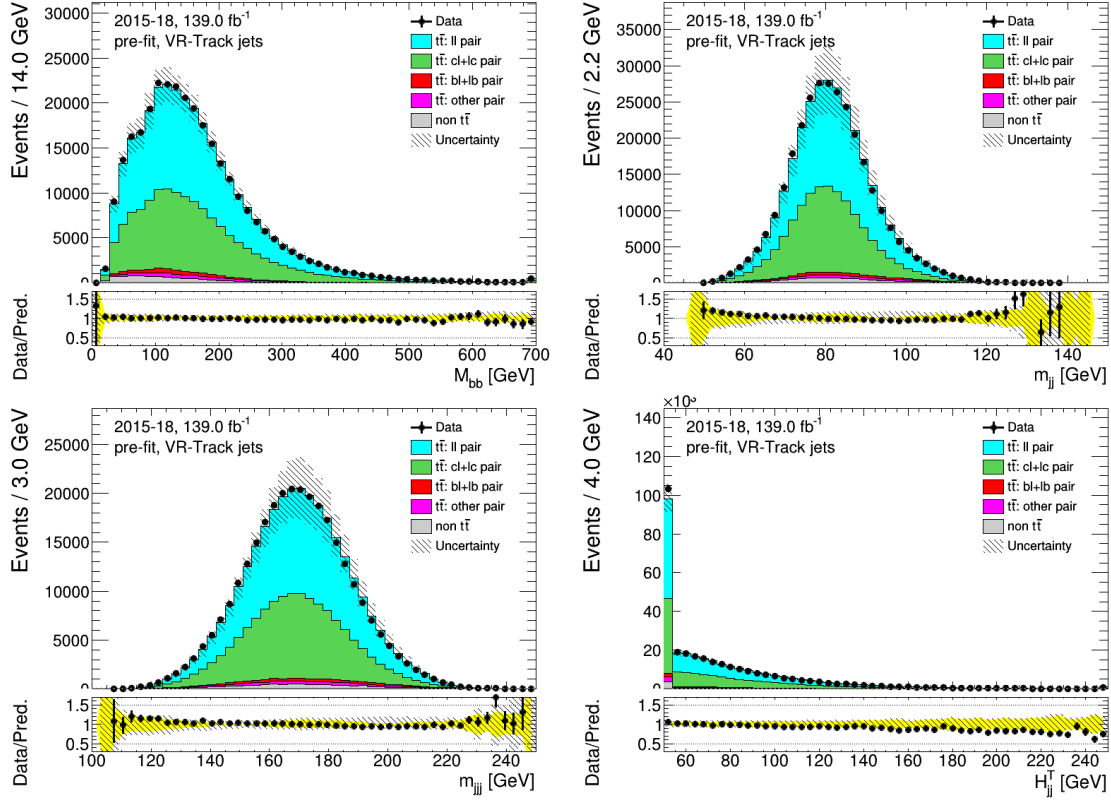 Events / 14.0 GeV
30000
25000
20000
15000
10000
5000
0
2015-18, 139.0 fb⁻¹
pre-fit, VR-Track jets
Data
tt̄: ll pair
tt̄: cl+lc pair
tt̄: bl+lb pair
tt̄: other pair
non tt̄
Uncertainty
Data/Pred.
1.5
1
0.5
0 100 200 300 400 500 600 700
M_bb [GeV]
Events / 2.2 GeV
35000
30000
25000
20000
15000
10000
5000
0
2015-18, 139.0 fb⁻¹
pre-fit, VR-Track jets
Data
tt̄: ll pair
tt̄: cl+lc pair
tt̄: bl+lb pair
tt̄: other pair
non tt̄
Uncertainty
Data/Pred.
1.5
1
0.5
40 60 80 100 120 140
m_jj [GeV]
Events / 3.0 GeV
25000
20000
15000
10000
5000
0
2015-18, 139.0 fb⁻¹
pre-fit, VR-Track jets
Data
tt̄: ll pair
tt̄: cl+lc pair
tt̄: bl+lb pair
tt̄: other pair
non tt̄
Uncertainty
Data/Pred.
1.5
1
0.5
100 120 140 160 180 200 220 240
m_jjj [GeV]
Events / 4.0 GeV
140
120
100
80
60
40
20
0
2015-18, 139.0 fb⁻¹
pre-fit, VR-Track jets
Data
tt̄: ll pair
tt̄: cl+lc pair
tt̄: bl+lb pair
tt̄: other pair
non tt̄
Uncertainty
Data/Pred.
1.5
1
0.5
60 80 100 120 140 160 180 200 220 240
H_jj^T [GeV]